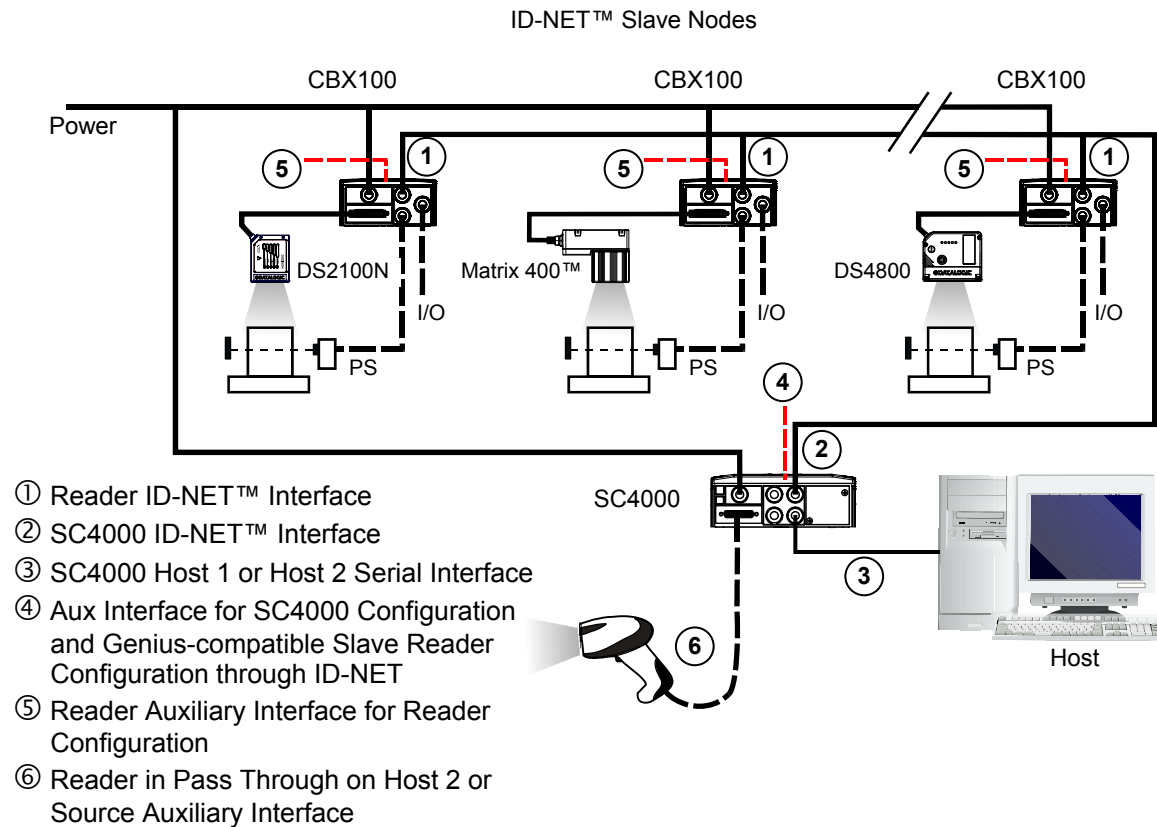 ID-NET™ Slave Nodes
CBX100 CBX100 CBX100
Power
5 1 5 1 5 1
DS2100N Matrix 400™ DS4800
DATALOGIC
I/O I/O I/O
PS PS PS
4
2
SC4000
① Reader ID-NET™ Interface
② SC4000 ID-NET™ Interface
③ SC4000 Host 1 or Host 2 Serial Interface
④ Aux Interface for SC4000 Configuration
and Genius-compatible Slave Reader
Configuration through ID-NET
⑤ Reader Auxiliary Interface for Reader
Configuration
⑥ Reader in Pass Through on Host 2 or
Source Auxiliary Interface
3
6
Host